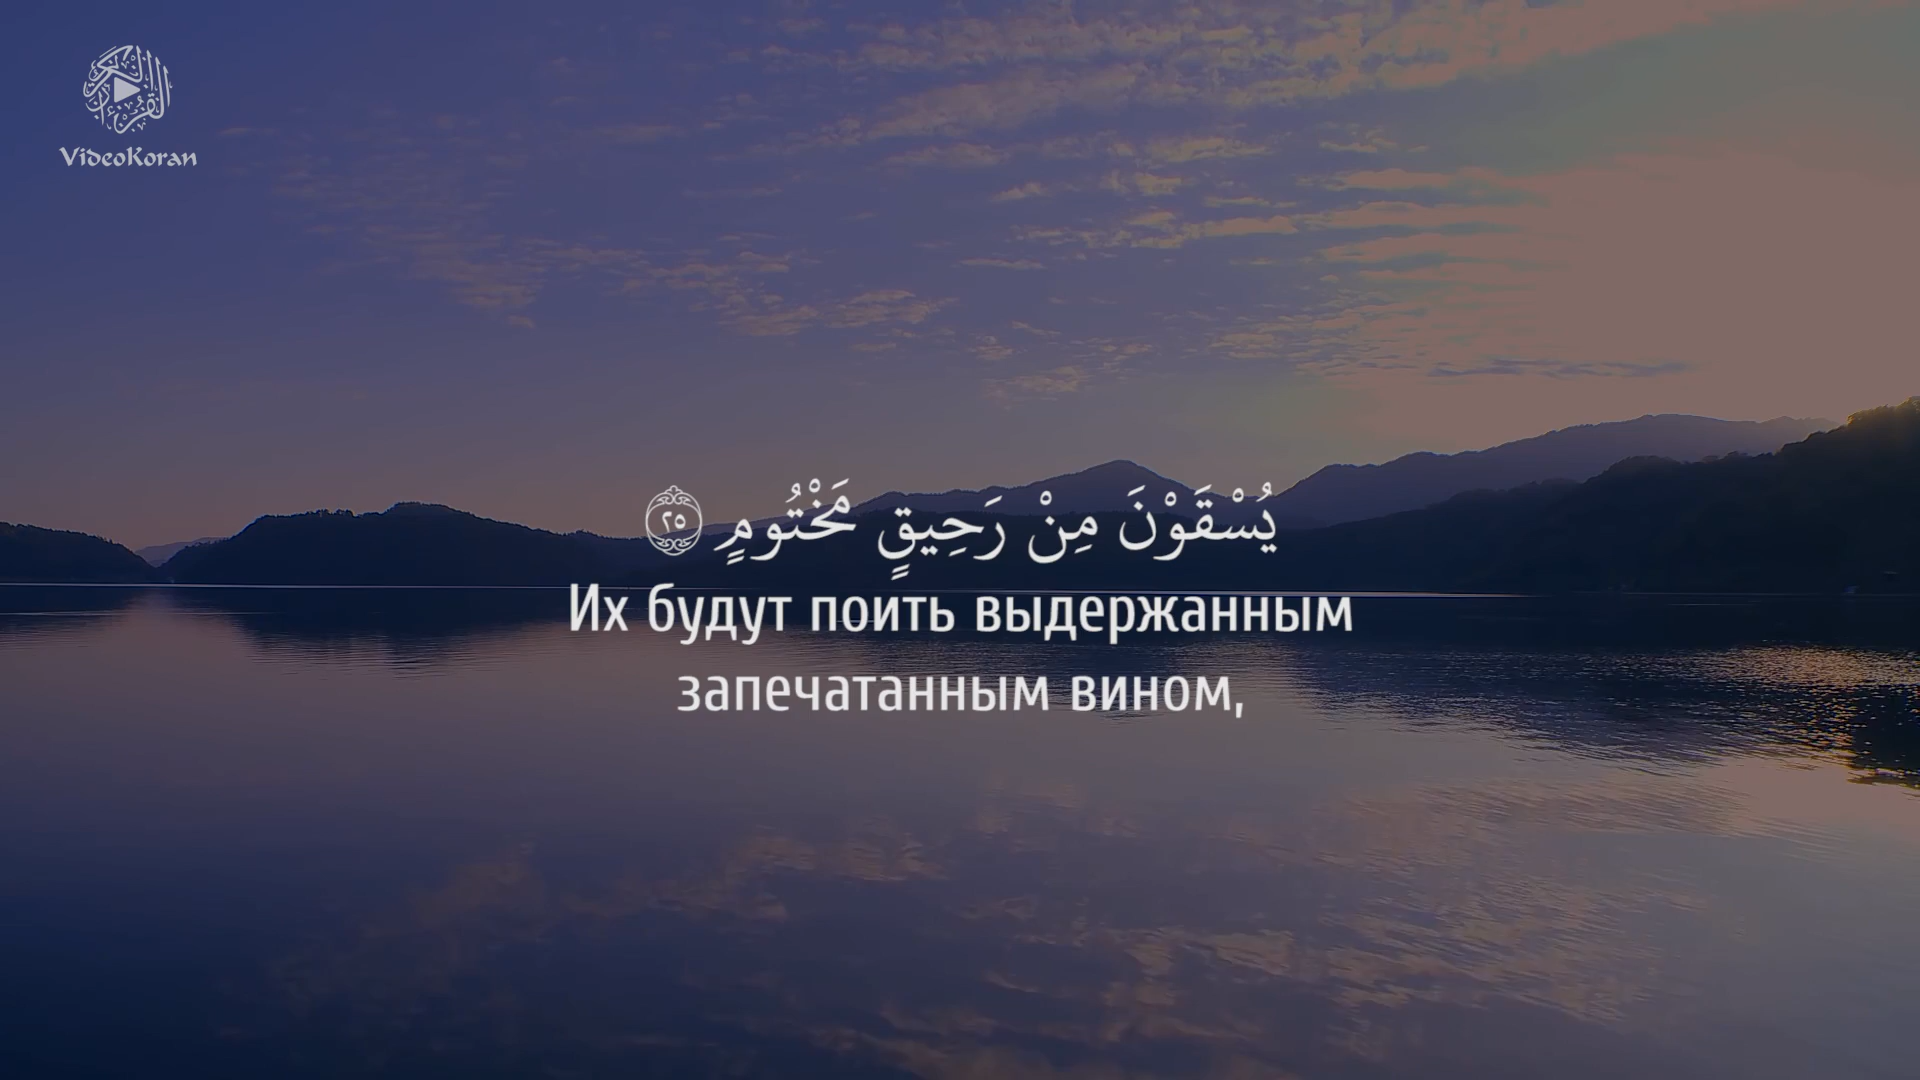 VideoKoran
يُسْقَوْنَ مِنْ رَحِيقٍ مَخْتُومٍ ٢٥
Их будут поить выдержанным
запечатанным вином,